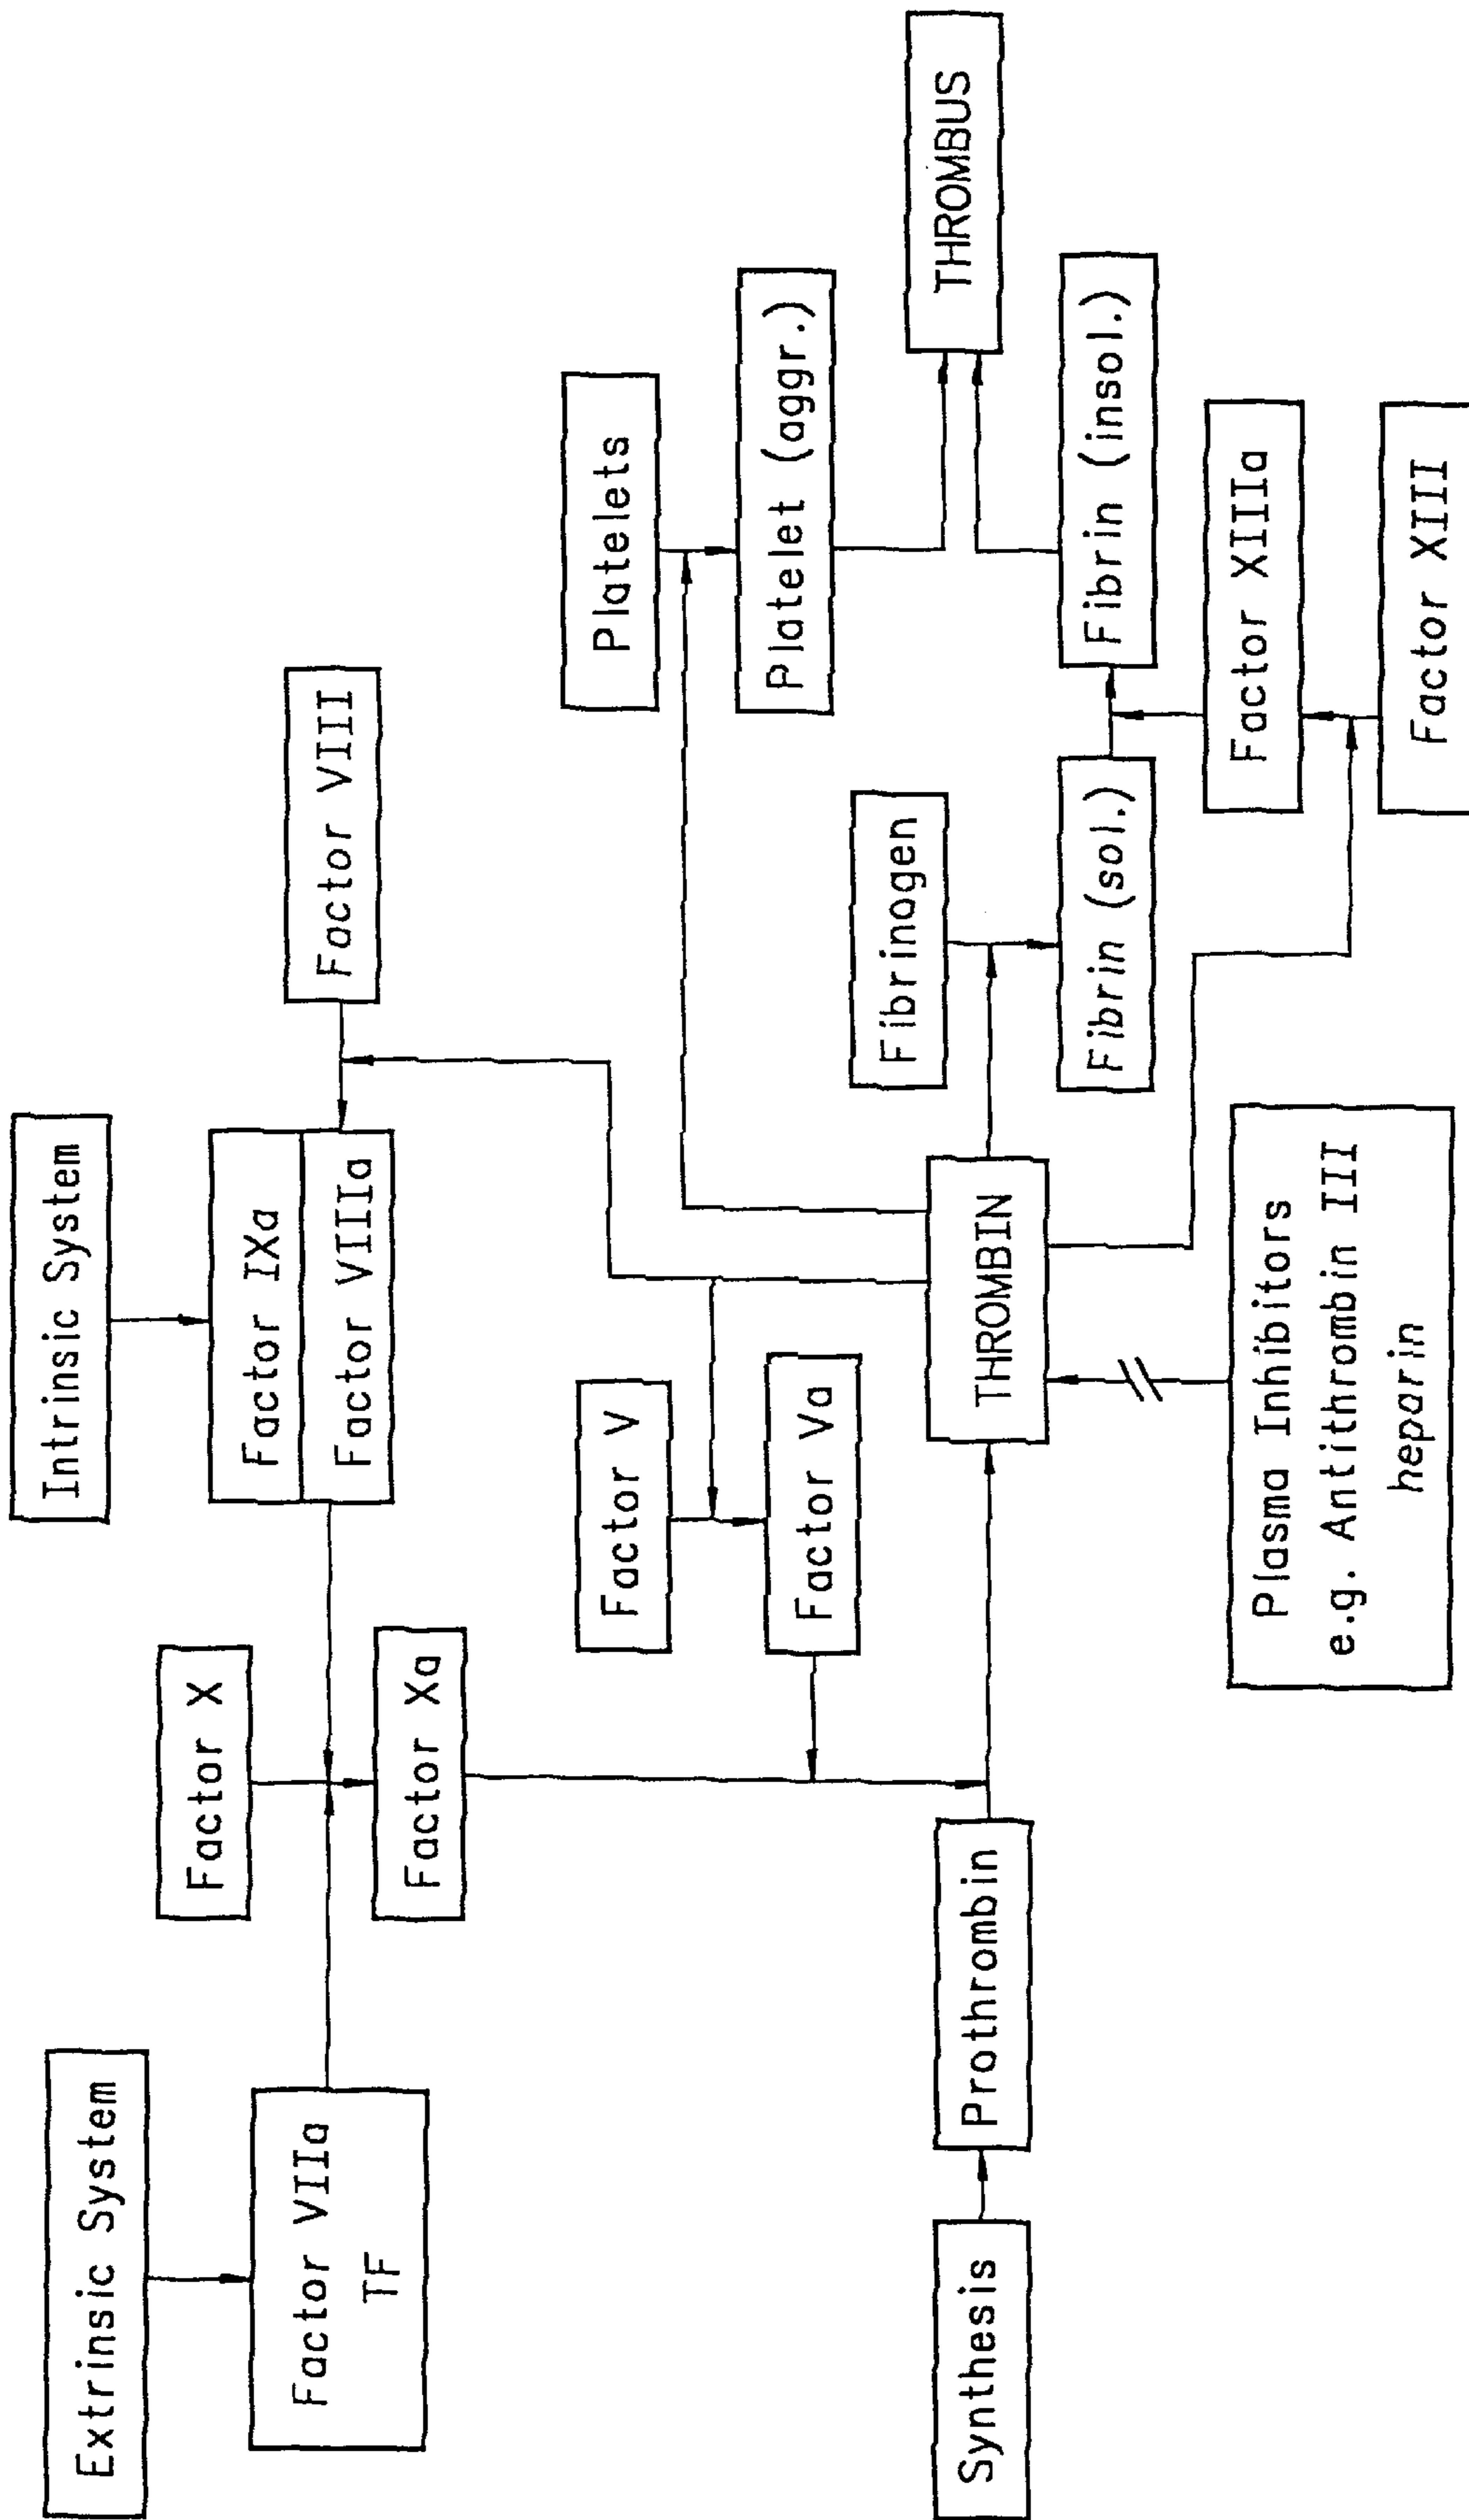 Extrinsic System
Factor VIIa
TF
Factor X
Factor Xa
Intrinsic System
Factor IXa
Factor VIIIa
Factor VIII
Factor V
Factor Va
Platelets
Platelet (aggr.)
THROMBUS
Synthesis
Prothrombin
THROMBIN
Fibrinogen
Fibrin (sol.)
Fibrin (insol.)
Factor XIIIa
Factor XIII
Plasma Inhibitors
e.g. Antithrombin III
heparin